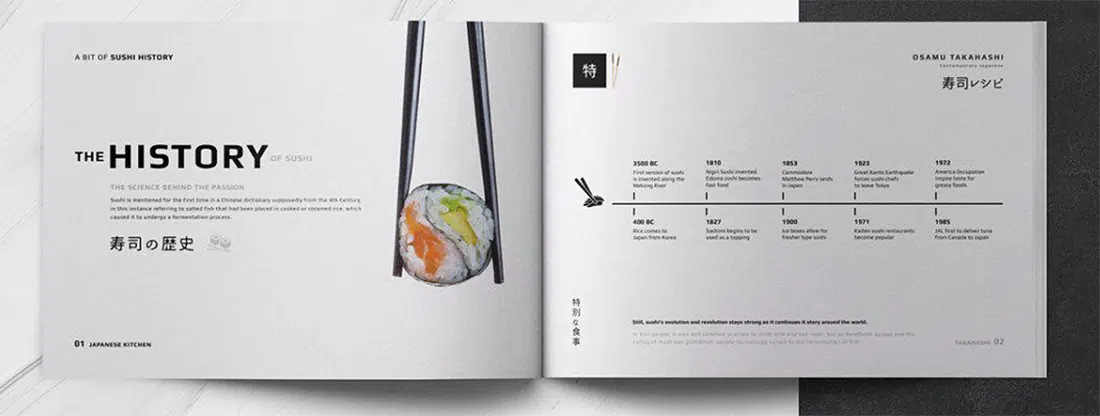 A BIT OF SUSHI HISTORY
THE HISTORY OF SUSHI
THE SCIENCE BEHIND THE PASSION
Sushi is mentioned for the first time in a Chinese dictionary supposedly from the 4th Century,
in this instance referring to salted fish that had been placed in cooked or steamed rice, which
caused it to undergo a fermentation process.
寿司の歴史
01 JAPANESE KITCHEN
特
OSAMU TAKAHASHI
Contemporary Japanese
寿司レシピ
3500 BC
First version of sushi
is invented along the
Mekong River
1810
Nigiri Sushi invented,
Edomae sushi becomes
fast food
1853
Commodore
Matthew Perry lands
in Japan
1923
Great Kanto Earthquake
forces sushi chefs
to leave Tokyo
1972
America Occupation
inspire taste for
greasy foods
400 BC
Rice comes to
Japan from Korea
1827
Sashimi begins to be
used as a topping
1900
Ice boxes allow for
fresher type sushi
1971
Kaiten sushi restaurants
become popular
1985
JAL first to deliver tuna
from Canada to Japan
特別な食事
Still, sushi's evolution and revolution stays strong as it continues it story around the world.
TAKAHASHI 02